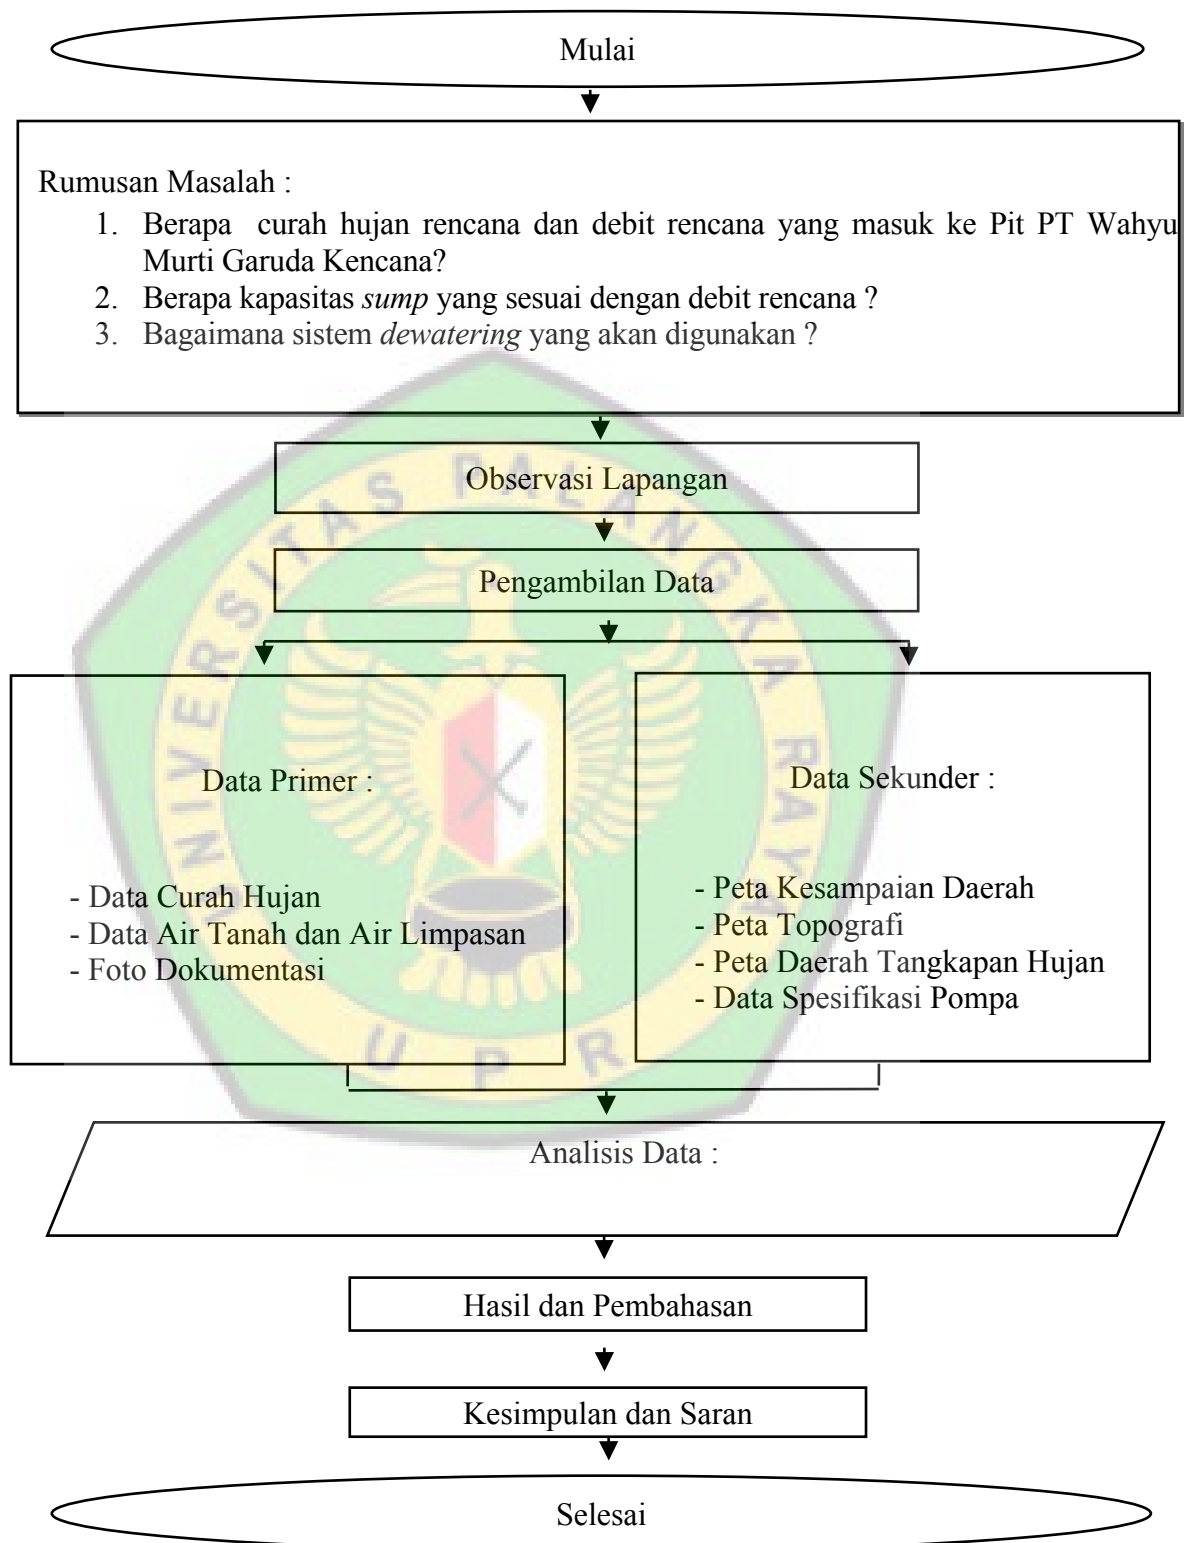 Mulai
Rumusan Masalah :
1. Berapa curah hujan rencana dan debit rencana yang masuk ke Pit PT Wahyu
Murti Garuda Kencana?
2. Berapa kapasitas sump yang sesuai dengan debit rencana ?
3. Bagaimana sistem dewatering yang akan digunakan ?
Observasi Lapangan
Pengambilan Data
Data Primer :
- Data Curah Hujan
- Data Air Tanah dan Air Limpasan
- Foto Dokumentasi
Data Sekunder :
- Peta Kesampaian Daerah
- Peta Topografi
- Peta Daerah Tangkapan Hujan
- Data Spesifikasi Pompa
Analisis Data :
Hasil dan Pembahasan
Kesimpulan dan Saran
Selesai
UNIVERSITAS PALANGKA RAYA
UPR